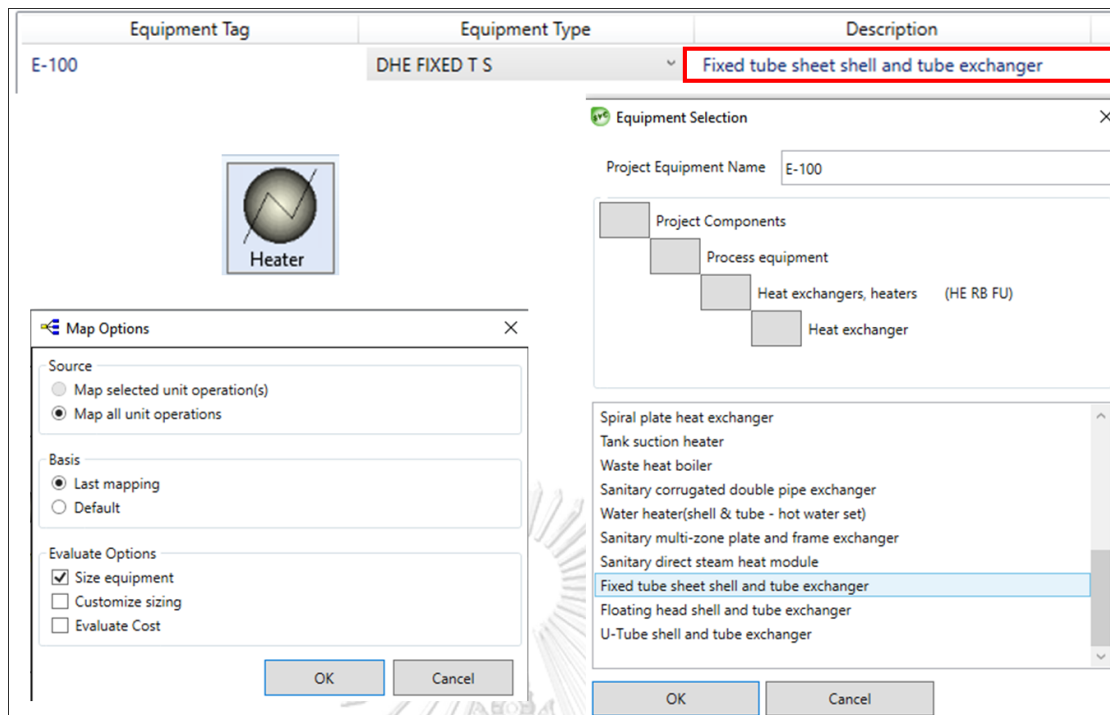 Equipment Tag Equipment Type Description
E-100 DHE FIXED T S Fixed tube sheet shell and tube exchanger
Heater
Map Options
Source
Map selected unit operation(s)
Map all unit operations
Basis
Last mapping
Default
Evaluate Options
Size equipment
Customize sizing
Evaluate Cost
OK Cancel
Equipment Selection
Project Equipment Name E-100
Project Components
Process equipment
Heat exchangers, heaters (HE RB FU)
Heat exchanger
Spiral plate heat exchanger
Tank suction heater
Waste heat boiler
Sanitary corrugated double pipe exchanger
Water heater(shell & tube - hot water set)
Sanitary multi-zone plate and frame exchanger
Sanitary direct steam heat module
Fixed tube sheet shell and tube exchanger
Floating head shell and tube exchanger
U-Tube shell and tube exchanger
OK Cancel